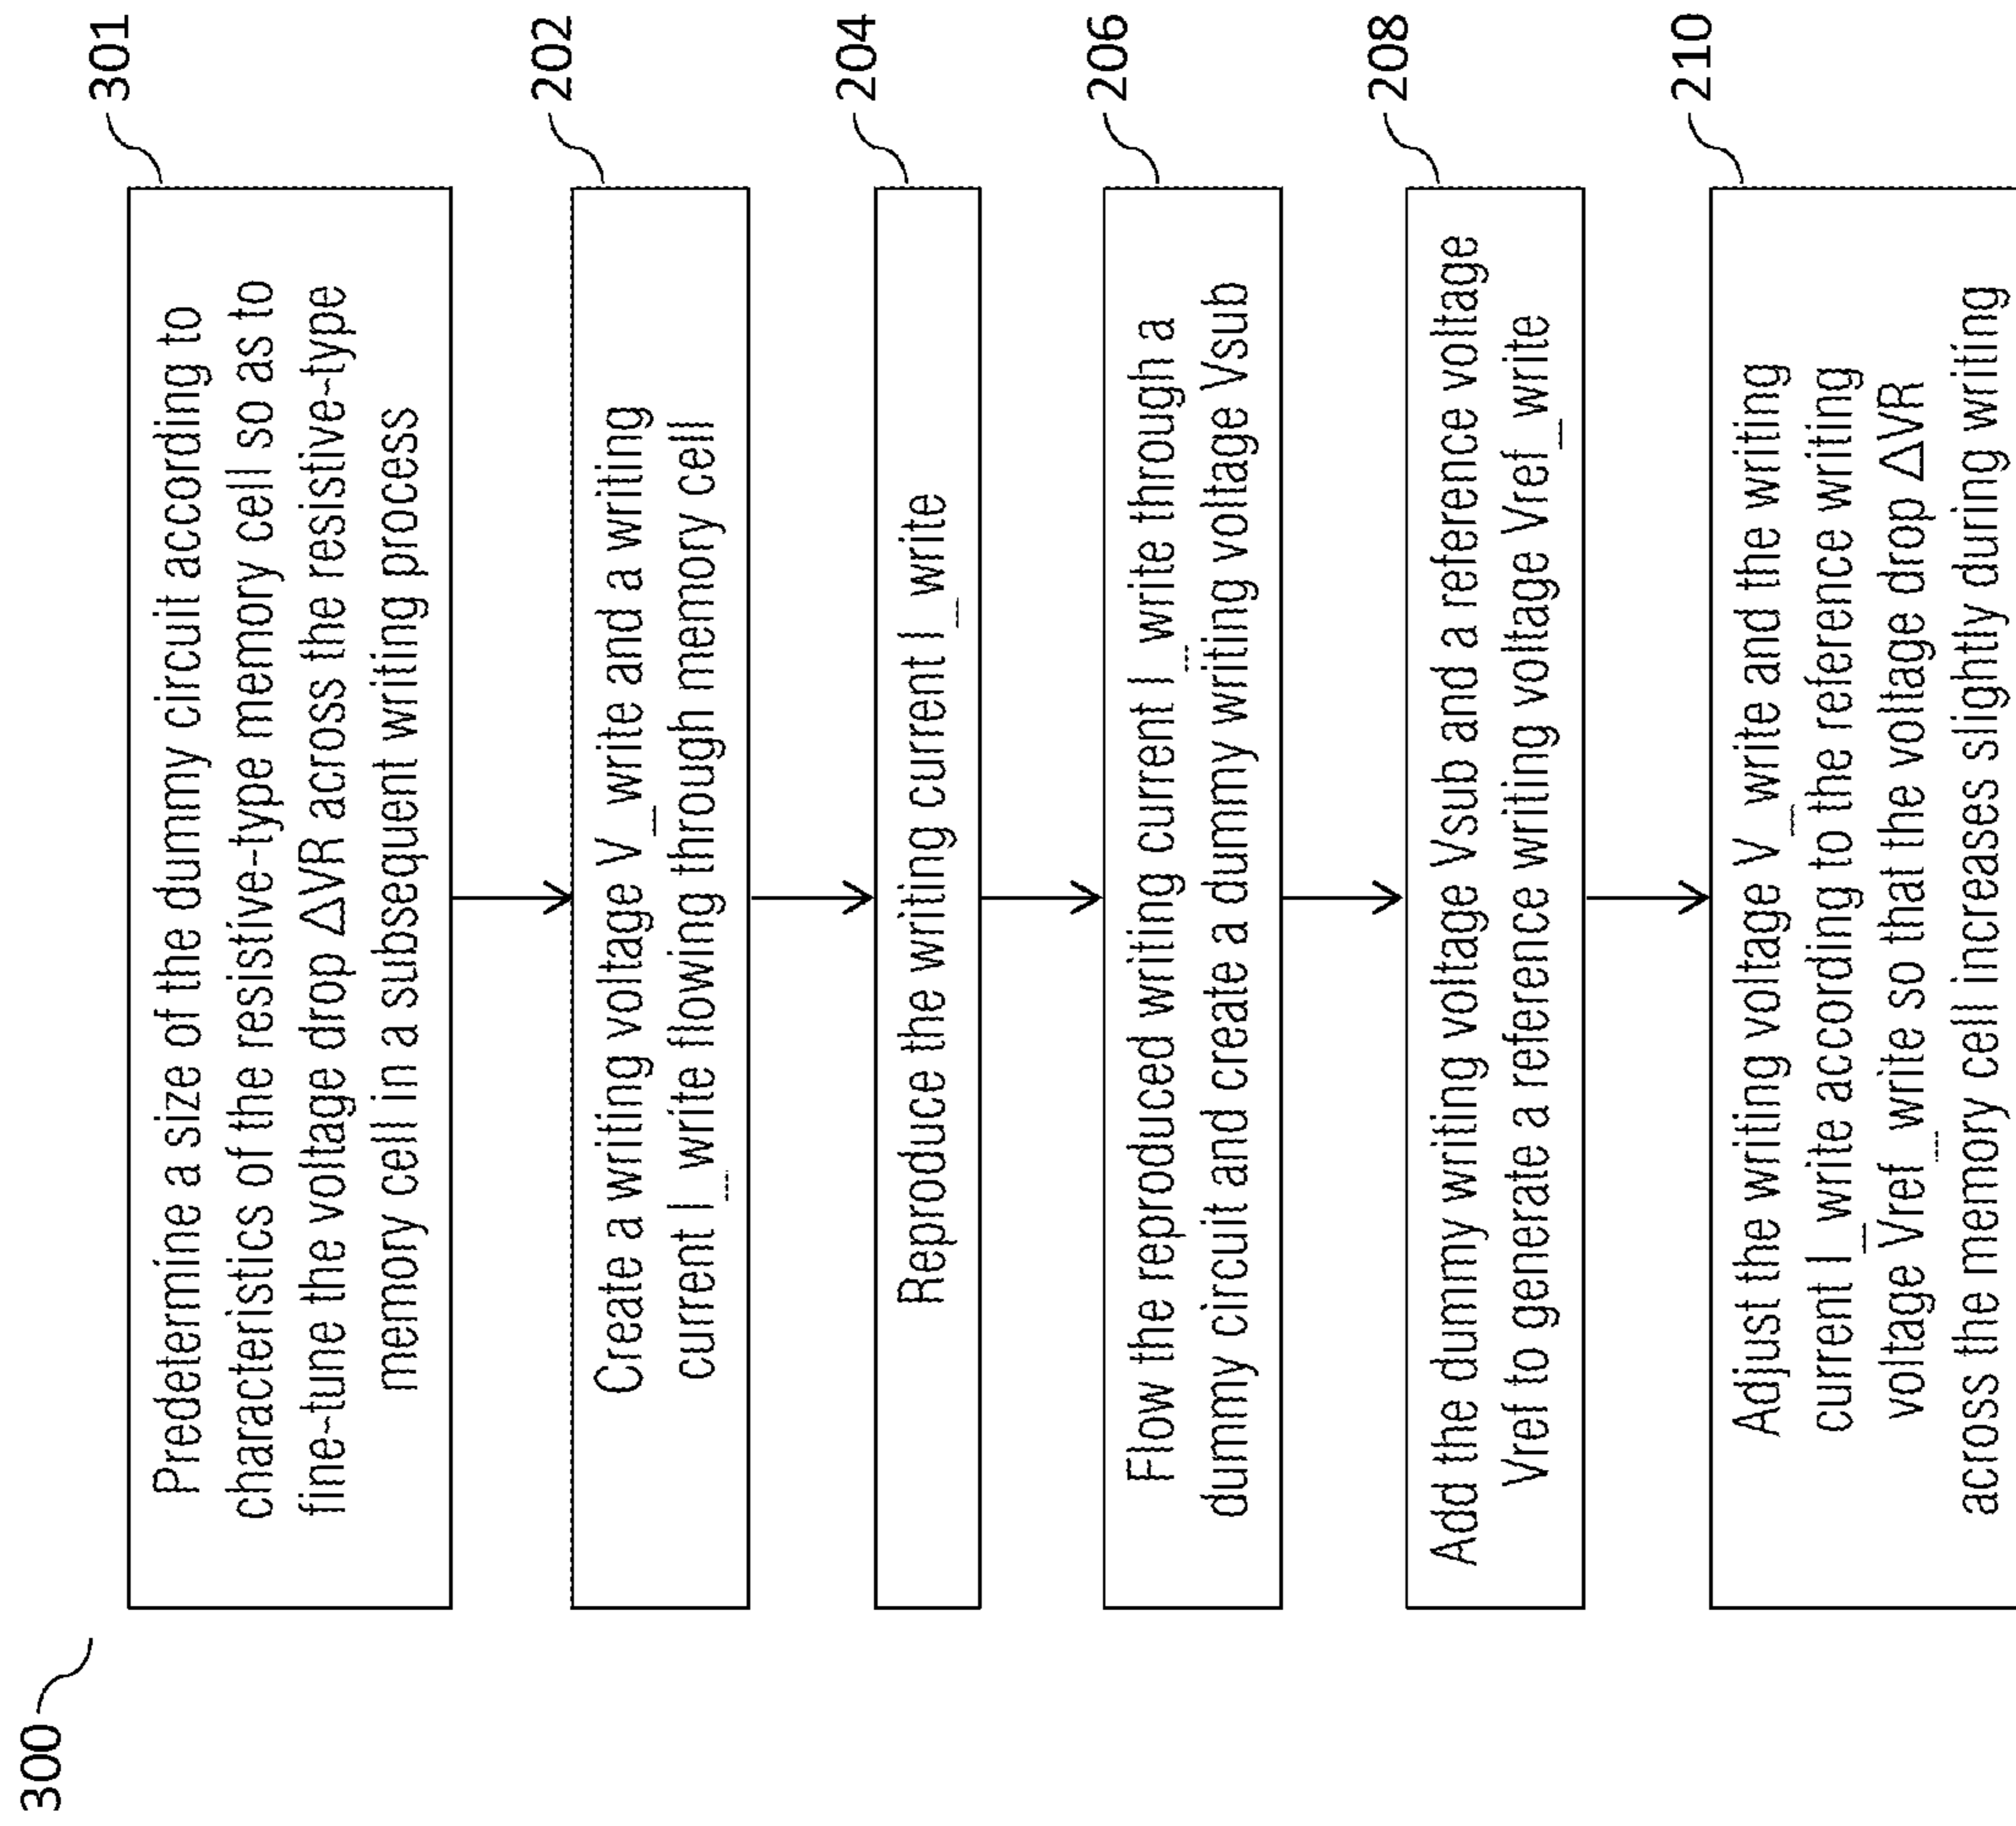 300
301
Predetermine a size of the dummy circuit according to
characteristics of the resistive-type memory cell so as to
fine-tune the voltage drop ΔVR across the resistive-type
memory cell in a subsequent writing process
202
Create a writing voltage V_write and a writing
current I_write flowing through memory cell
204
Reproduce the writing current I_write
206
Flow the reproduced writing current I_write through a
dummy circuit and create a dummy writing voltage Vsub
208
Add the dummy writing voltage Vsub and a reference voltage
Vref to generate a reference writing voltage Vref_write
210
Adjust the writing voltage V_write and the writing
current I_write according to the reference writing
voltage Vref_write so that the voltage drop ΔVR
across the memory cell increases slightly during writing